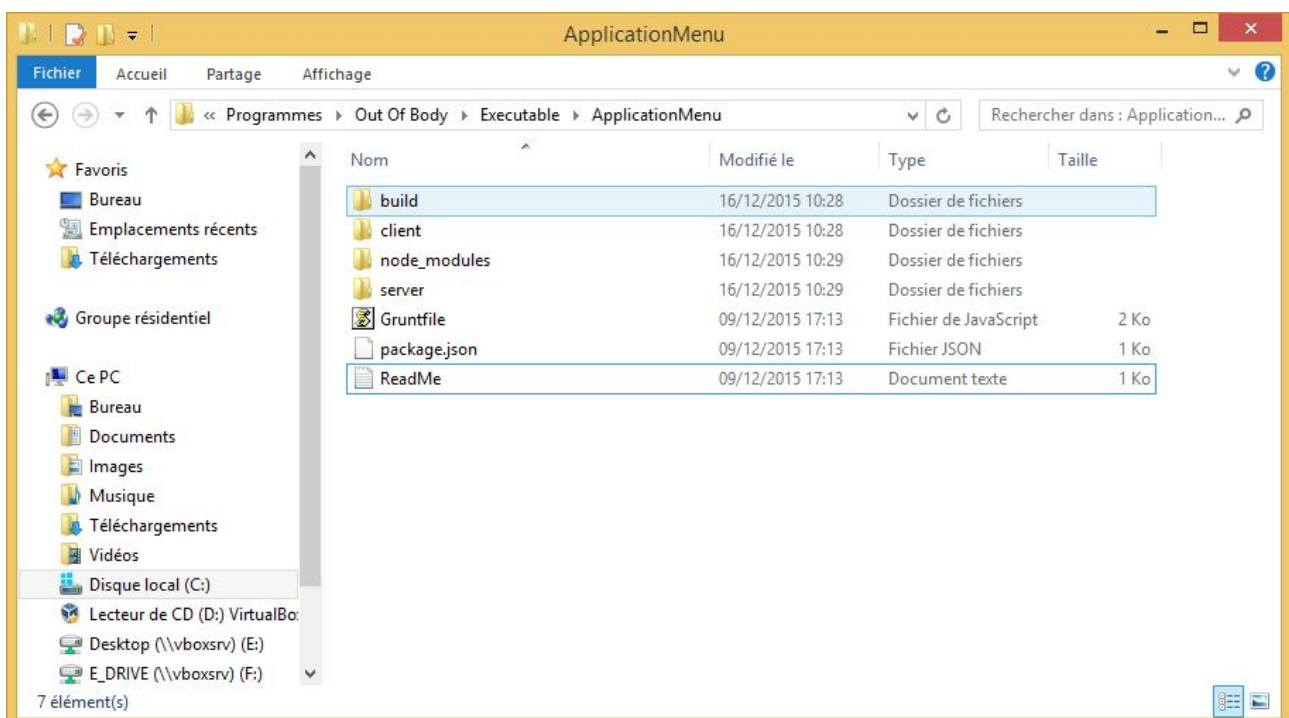 ApplicationMenu
Fichier Accueil Partage Affichage
« Programmes Out Of Body Executable ApplicationMenu Rechercher dans : Application...
Favoris
Bureau
Emplacements récents
Téléchargements
Groupe résidentiel
Ce PC
Bureau
Documents
Images
Musique
Téléchargements
Vidéos
Disque local (C:)
Lecteur de CD (D:) VirtualBo
Desktop (\\vboxsrv) (E:)
E_DRIVE (\\vboxsrv) (F:)
Nom Modifié le Type Taille
build 16/12/2015 10:28 Dossier de fichiers
client 16/12/2015 10:28 Dossier de fichiers
node_modules 16/12/2015 10:29 Dossier de fichiers
server 16/12/2015 10:29 Dossier de fichiers
Gruntfile 09/12/2015 17:13 Fichier de JavaScript 2 Ko
package.json 09/12/2015 17:13 Fichier JSON 1 Ko
ReadMe 09/12/2015 17:13 Document texte 1 Ko
7 élément(s)